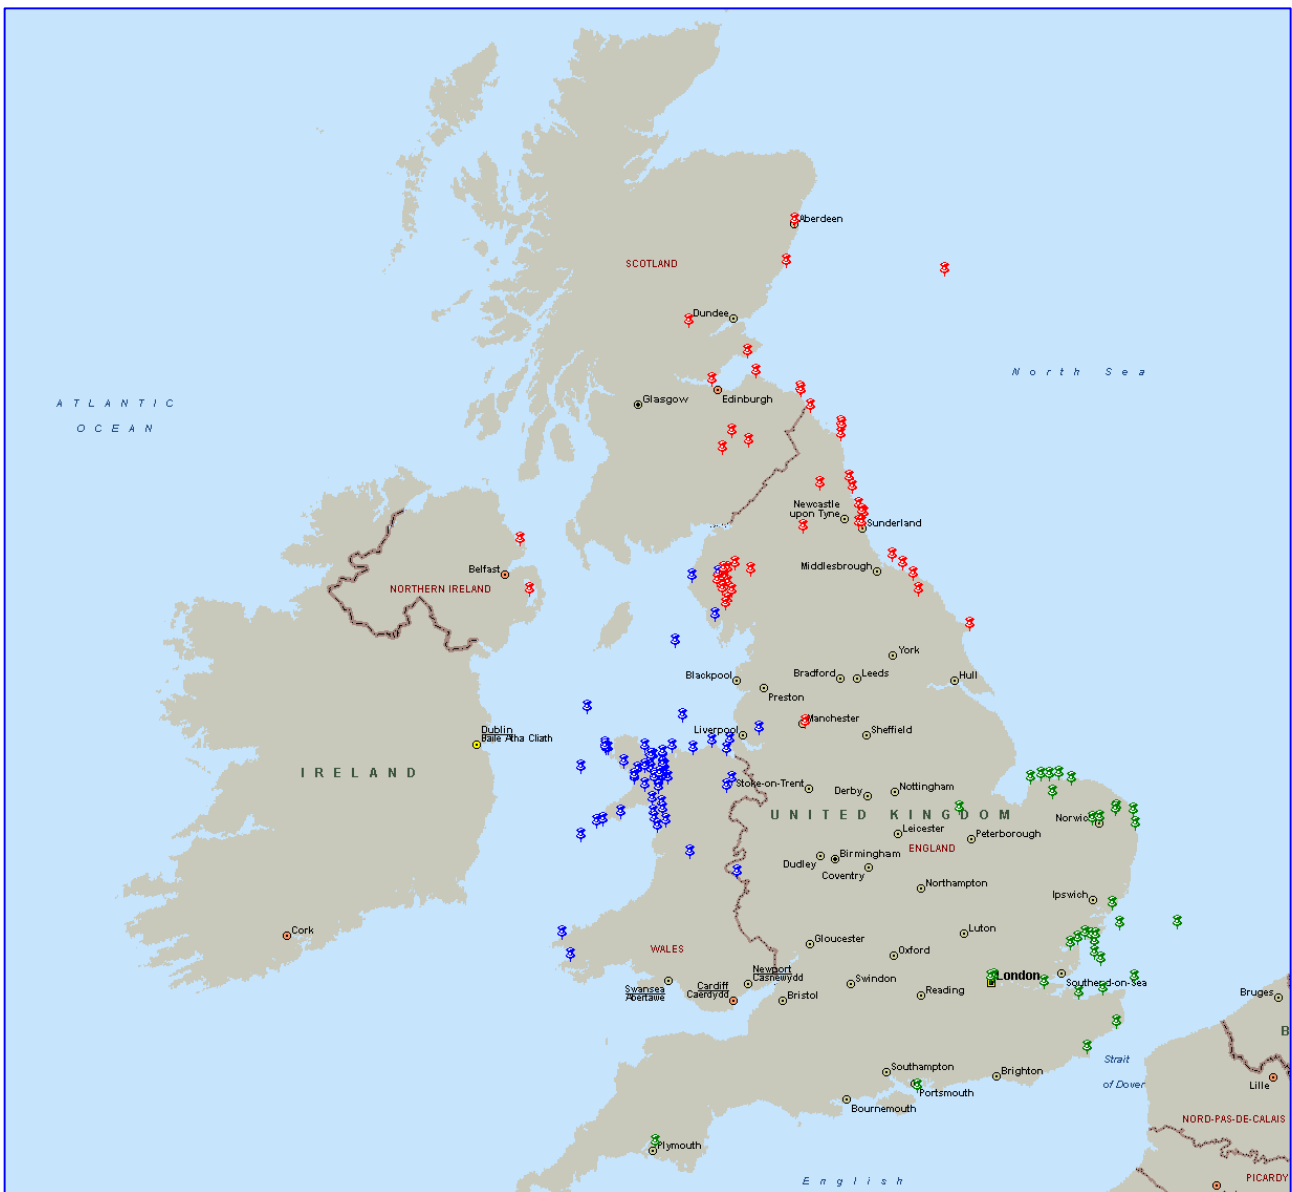 Aberdeen
SCOTLAND
Dundee
North Sea
Glasgow
Edinburgh
ATLANTIC
OCEAN
Newcastle
upon Tyne
Sunderland
Belfast
Middlesbrough
NORTHERN IRELAND
York
Blackpool
Bradford
Leeds
Hull
Preston
Manchester
Dublin
Baile Atha Cliath
Liverpool
Sheffield
IRELAND
Stoke-on-Trent
Derby
Nottingham
UNITED KINGDOM
Norwic
Leicester
Peterborough
ENGLAND
Dudley
Birmingham
Coventry
Northampton
Ipswich
Cork
Luton
Gloucester
WALES
Oxford
Newport
Casnewydd
London
Swansea
Abertawe
Cardiff
Caerdydd
Swindon
Southend-on-Sea
Bristol
Reading
Bruges
B
Strait
of Dover
Southampton
Brighton
Lille
Portsmouth
Bournemouth
NORD-PAS-DE-CALAIS
Plymouth
English
PICARDY